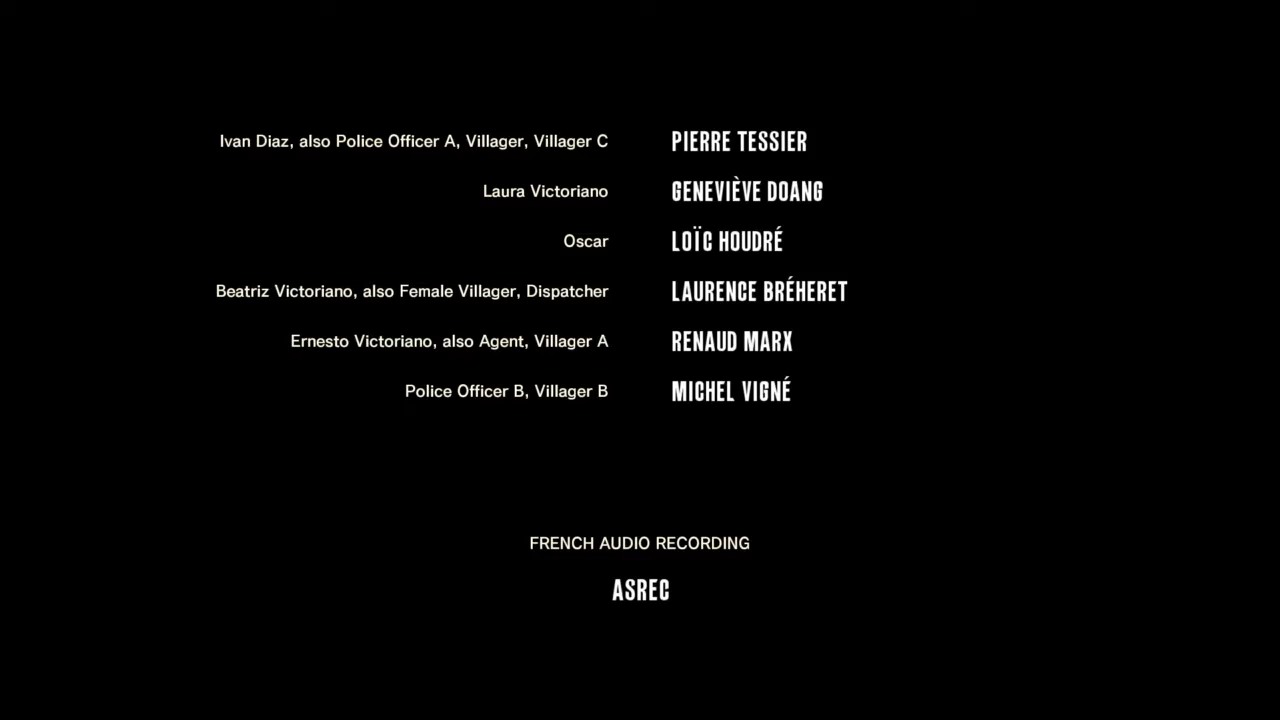 Ivan Diaz, also Police Officer A, Villager, Villager C PIERRE TESSIER
Laura Victoriano GENEVIÈVE DOANG
Oscar LOÏC HOUDRÉ
Beatriz Victoriano, also Female Villager, Dispatcher LAURENCE BRÉHERET
Ernesto Victoriano, also Agent, Villager A RENAUD MARX
Police Officer B, Villager B MICHEL VIGNÉ
FRENCH AUDIO RECORDING
ASREC